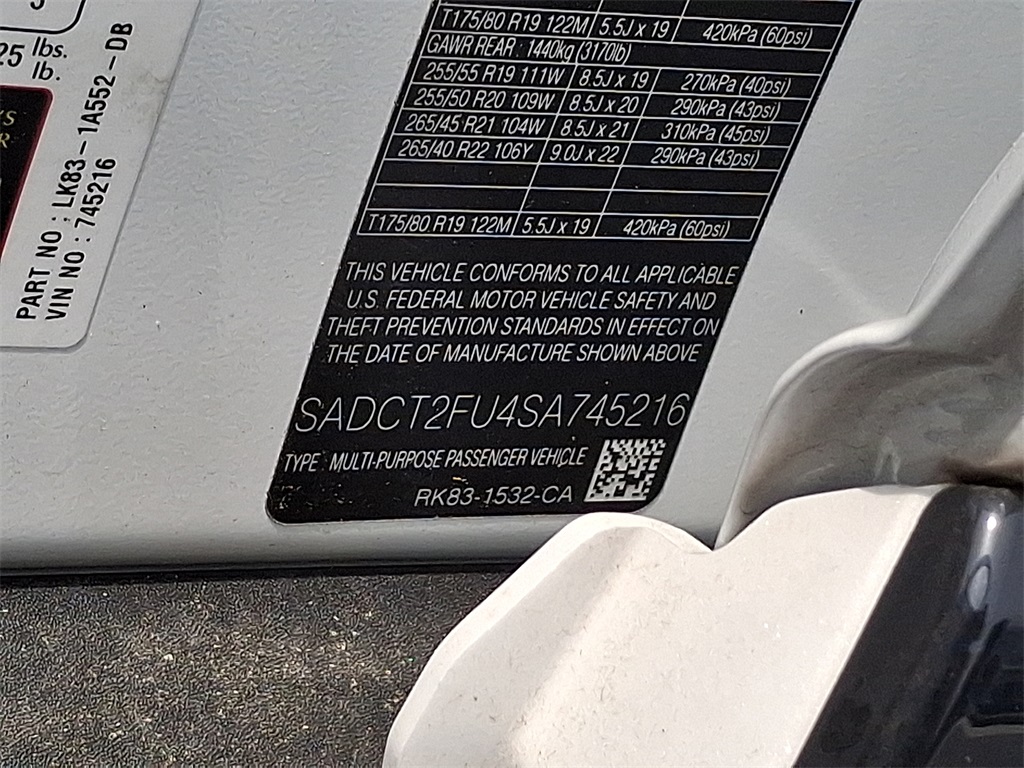 25 lbs.
lb.
PART NO : LK83-1A552-DB
VIN NO : 745216
T175/80 R19 122M 5.5J x 19 420kPa (60psi)
GAWR REAR : 1440kg (3170lb)
255/55 R19 111W 8.5J x 19 270kPa (40psi)
255/50 R20 109W 8.5J x 20 290kPa (43psi)
265/45 R21 104W 8.5J x 21 310kPa (45psi)
265/40 R22 106Y 9.0J x 22 290kPa (43psi)
T175/80 R19 122M 5.5J x 19 420kPa (60psi)
THIS VEHICLE CONFORMS TO ALL APPLICABLE
U.S. FEDERAL MOTOR VEHICLE SAFETY AND
THEFT PREVENTION STANDARDS IN EFFECT ON
THE DATE OF MANUFACTURE SHOWN ABOVE
SADCT2FU4SA745216
TYPE : MULTI-PURPOSE PASSENGER VEHICLE
RK83-1532-CA